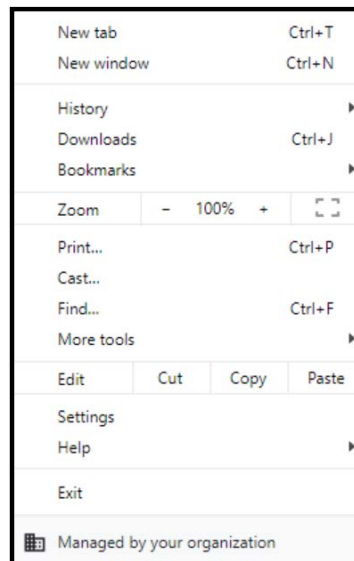 New tab Ctrl+T
New window Ctrl+N
History
Downloads Ctrl+J
Bookmarks
Zoom - 100% +
Print... Ctrl+P
Cast...
Find... Ctrl+F
More tools
Edit Cut Copy Paste
Settings
Help
Exit
Managed by your organization